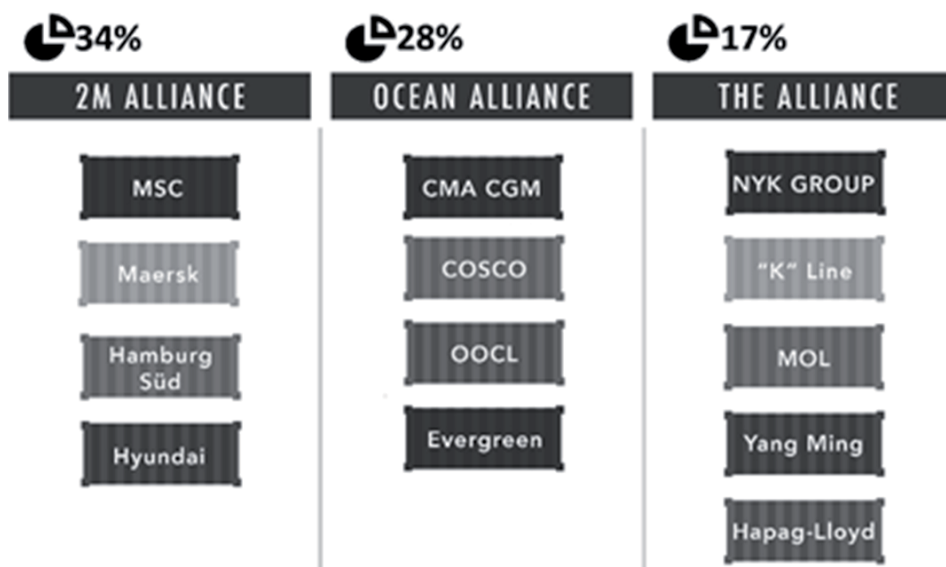 34%
2M ALLIANCE
MSC
Maersk
Hamburg
Süd
Hyundai
28%
OCEAN ALLIANCE
CMA CGM
COSCO
OOCL
Evergreen
17%
THE ALLIANCE
NYK GROUP
“K” Line
MOL
Yang Ming
Hapag-Lloyd